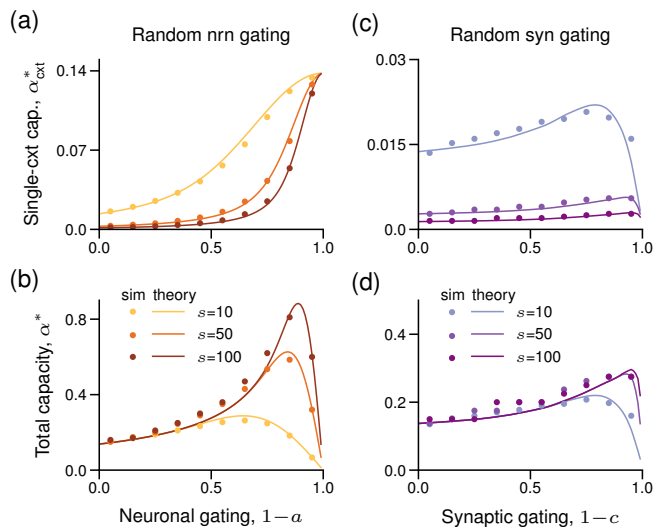 (a)
Random nrn gating
Single-cxt cap., α*cxt
0.14
0.07
0.0
0.0
0.5
1.0
(c)
Random syn gating
0.03
0.015
0.0
0.0
0.5
1.0
(b)
Total capacity, α*
sim theory
s=10
s=50
s=100
0.8
0.4
0.0
0.0
0.5
1.0
Neuronal gating, 1−a
(d)
sim theory
s=10
s=50
s=100
0.4
0.2
0.0
0.0
0.5
1.0
Synaptic gating, 1−c